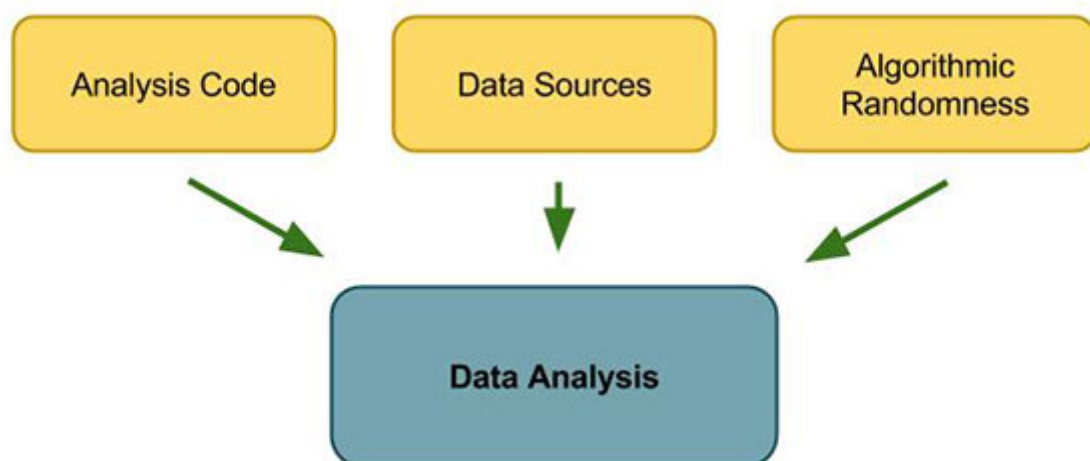 Analysis Code
Data Sources
Algorithmic
Randomness
Data Analysis